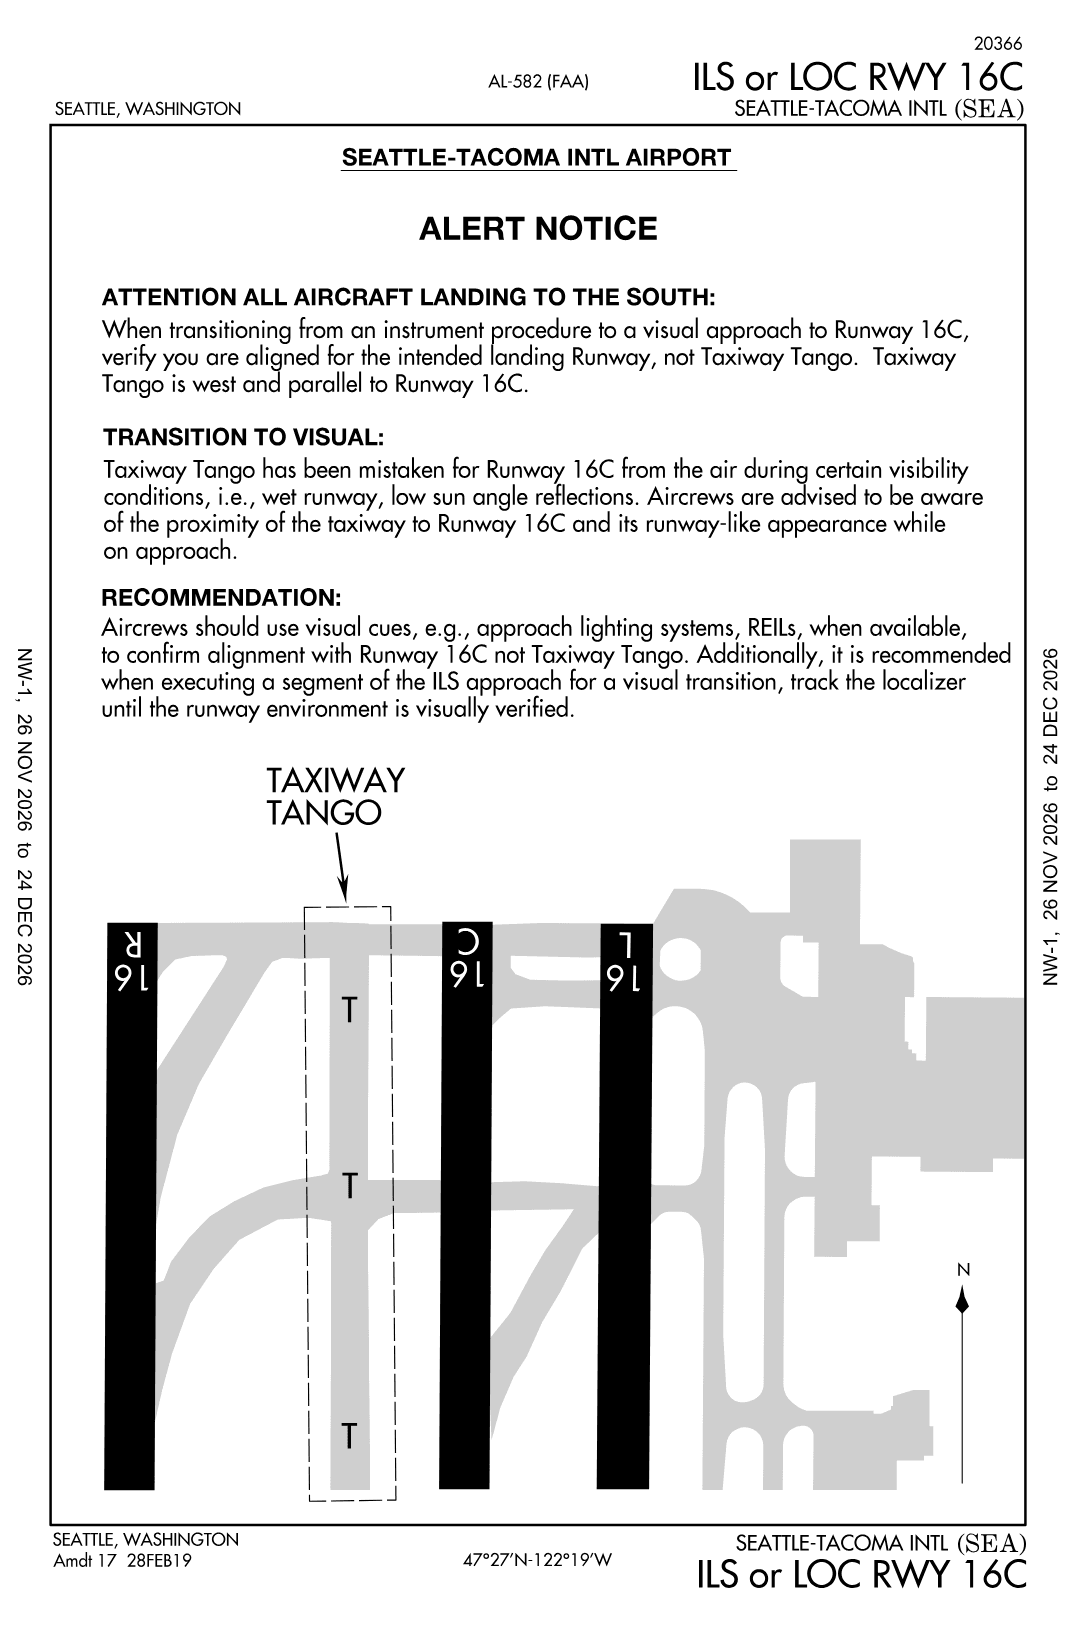 20366
AL-582 (FAA)
ILS or LOC RWY 16C
SEATTLE, WASHINGTON
SEATTLE-TACOMA INTL (SEA)
SEATTLE-TACOMA INTL AIRPORT
ALERT NOTICE
ATTENTION ALL AIRCRAFT LANDING TO THE SOUTH:
When transitioning from an instrument procedure to a visual approach to Runway 16C,
verify you are aligned for the intended landing Runway, not Taxiway Tango.  Taxiway
Tango is west and parallel to Runway 16C.
TRANSITION TO VISUAL:
Taxiway Tango has been mistaken for Runway 16C from the air during certain visibility
conditions, i.e., wet runway, low sun angle reflections. Aircrews are advised to be aware
of the proximity of the taxiway to Runway 16C and its runway-like appearance while
on approach.
RECOMMENDATION:
Aircrews should use visual cues, e.g., approach lighting systems, REILs, when available,
to confirm alignment with Runway 16C not Taxiway Tango. Additionally, it is recommended
when executing a segment of the ILS approach for a visual transition, track the localizer
until the runway environment is visually verified.
NW-1, 26 NOV 2026 to 24 DEC 2026
NW-1, 26 NOV 2026 to 24 DEC 2026
TAXIWAY
TANGO
16
R
16
C
16
L
T
T
T
N
SEATTLE, WASHINGTON
Amdt 17 28FEB19
47°27'N-122°19'W
SEATTLE-TACOMA INTL (SEA)
ILS or LOC RWY 16C